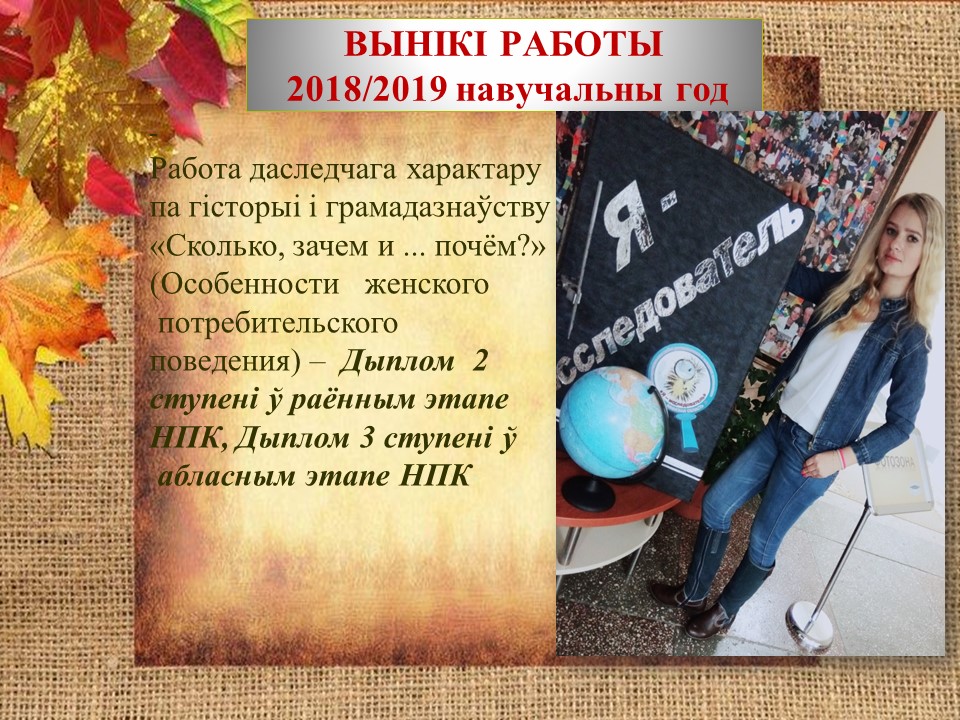 ВЫНІКІ РАБОТЫ
2018/2019 навучальны год
Работа даследчага характару
па гісторыі і грамадазнаўству
«Сколько, зачем и ... почём?»
(Особенности женского
потребительского
поведения) – Дыплом 2
ступені ў раённым этапе
НПК, Дыплом 3 ступені ў
абласным этапе НПК
Я -
исследователь
ФОТОЗОНА